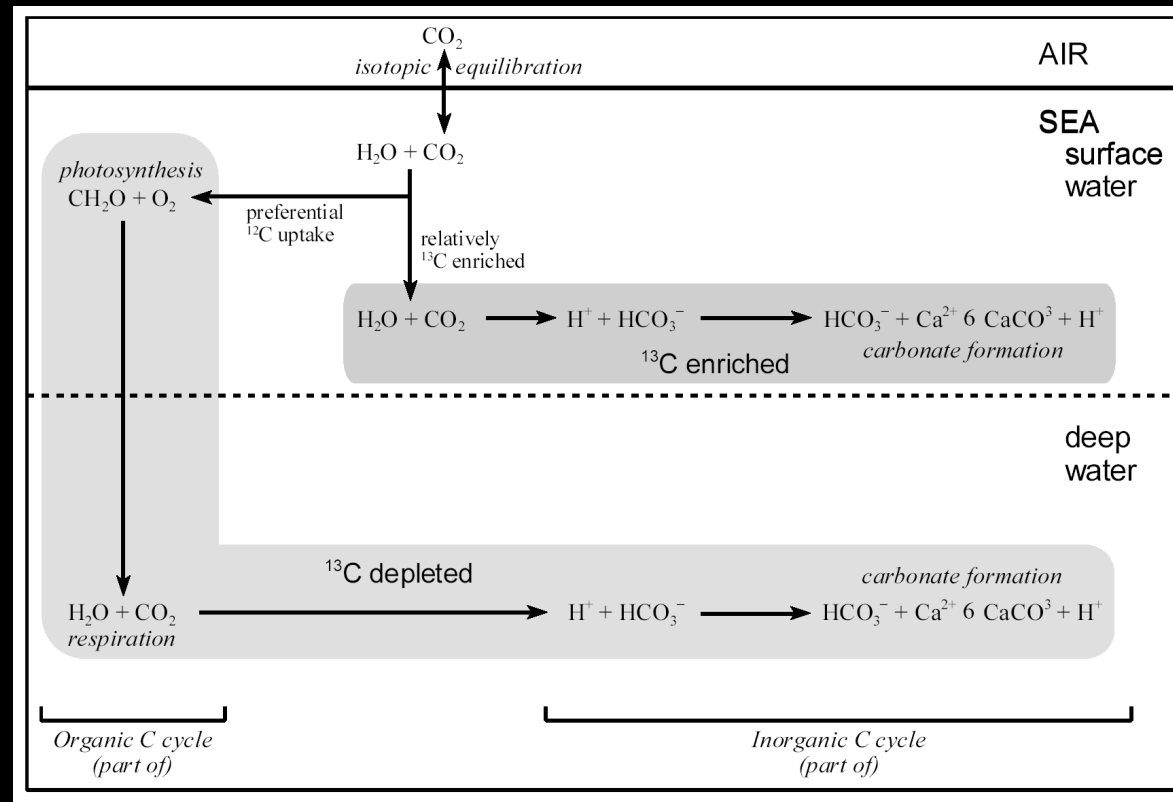 CO₂
isotopic equilibration
AIR
SEA
surface
water
H₂O + CO₂
photosynthesis
CH₂O + O₂
preferential
¹²C uptake
relatively
¹³C enriched
H₂O + CO₂
H⁺ + HCO₃⁻
HCO₃⁻ + Ca²⁺ 6 CaCO³ + H⁺
carbonate formation
¹³C enriched
deep
water
¹³C depleted
carbonate formation
H₂O + CO₂
respiration
H⁺ + HCO₃⁻
HCO₃⁻ + Ca²⁺ 6 CaCO³ + H⁺
Organic C cycle
(part of)
Inorganic C cycle
(part of)